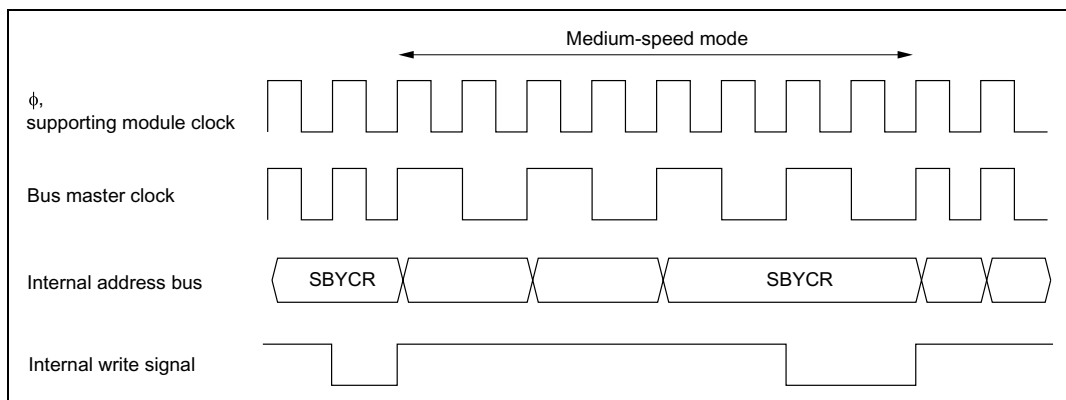 Medium-speed mode
ϕ,
supporting module clock
Bus master clock
Internal address bus
SBYCR
SBYCR
Internal write signal